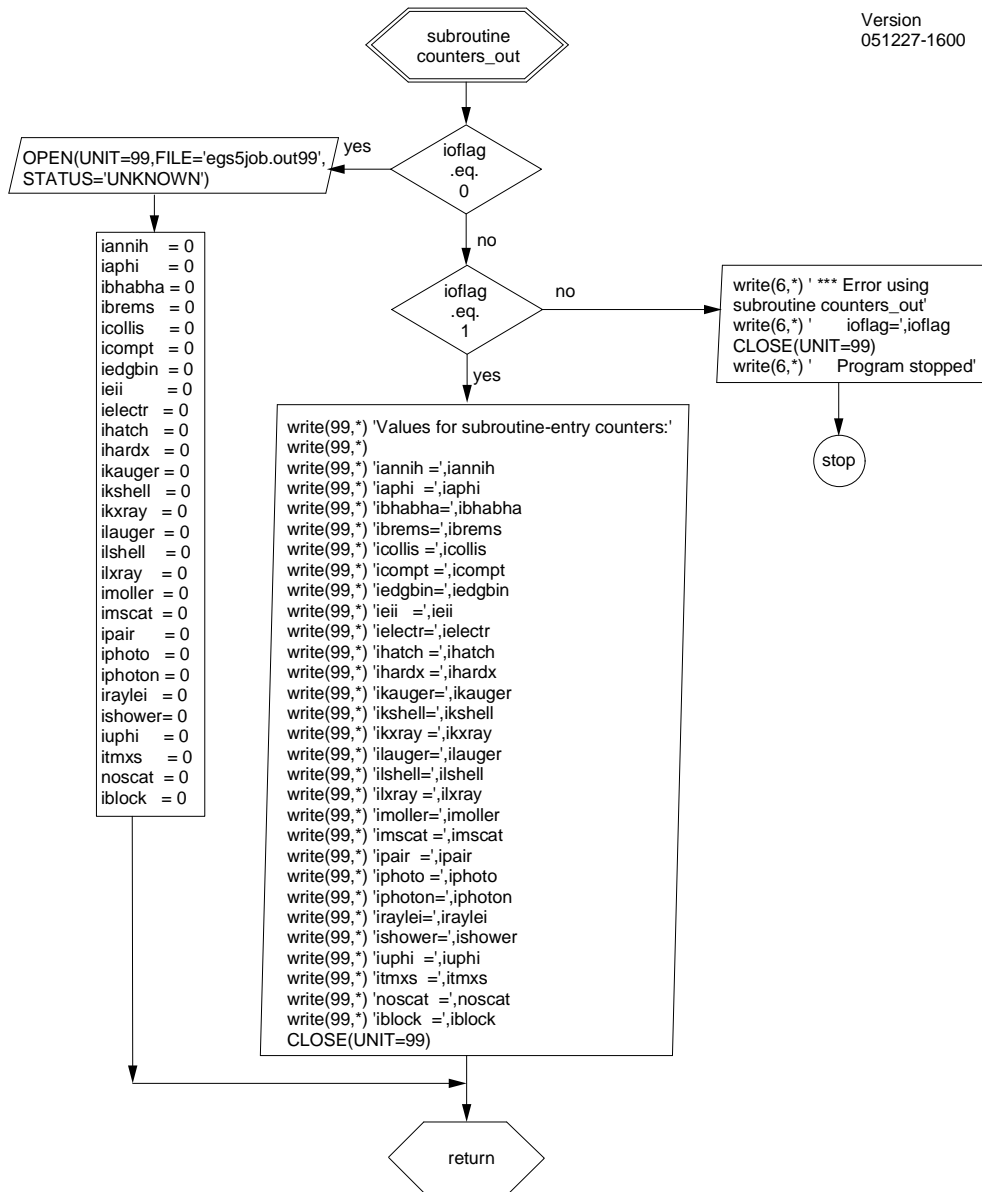 Version
051227-1600
subroutine
counters_out
ioflag
.eq.
0
yes
OPEN(UNIT=99,FILE='egs5job.out99',
STATUS='UNKNOWN')
iannih = 0
iaphi = 0
ibhabha = 0
ibrems = 0
icollis = 0
icompt = 0
iedgbin = 0
ieii = 0
ielectr = 0
ihatch = 0
ihardx = 0
ikauger = 0
ikshell = 0
ikxray = 0
ilauger = 0
ilshell = 0
ilxray = 0
imoller = 0
imscat = 0
ipair = 0
iphoto = 0
iphoton = 0
iraylei = 0
ishower= 0
iuphi = 0
itmxs = 0
noscat = 0
iblock = 0
no
ioflag
.eq.
1
no
write(6,*) ' *** Error using
subroutine counters_out'
write(6,*) ' ioflag=',ioflag
CLOSE(UNIT=99)
write(6,*) ' Program stopped'
stop
yes
write(99,*) 'Values for subroutine-entry counters:'
write(99,*)
write(99,*) 'iannih =',iannih
write(99,*) 'iaphi =',iaphi
write(99,*) 'ibhabha=',ibhabha
write(99,*) 'ibrems=',ibrems
write(99,*) 'icollis =',icollis
write(99,*) 'icompt =',icompt
write(99,*) 'iedgbin=',iedgbin
write(99,*) 'ieii =',ieii
write(99,*) 'ielectr=',ielectr
write(99,*) 'ihatch =',ihatch
write(99,*) 'ihardx =',ihardx
write(99,*) 'ikauger=',ikauger
write(99,*) 'ikshell=',ikshell
write(99,*) 'ikxray =',ikxray
write(99,*) 'ilauger=',ilauger
write(99,*) 'ilshell=',ilshell
write(99,*) 'ilxray =',ilxray
write(99,*) 'imoller=',imoller
write(99,*) 'imscat =',imscat
write(99,*) 'ipair =',ipair
write(99,*) 'iphoto =',iphoto
write(99,*) 'iphoton=',iphoton
write(99,*) 'iraylei=',iraylei
write(99,*) 'ishower=',ishower
write(99,*) 'iuphi =',iuphi
write(99,*) 'itmxs =',itmxs
write(99,*) 'noscat =',noscat
write(99,*) 'iblock =',iblock
CLOSE(UNIT=99)
return